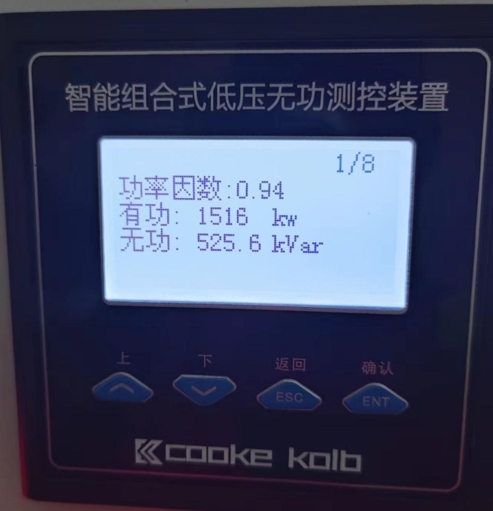 智能组合式低压无功测控装置
1/8
功率因数:0.94
有功: 1516 kw
无功: 525.6 kVar
上 下 返回 确认
ESC ENT
cooke kolb